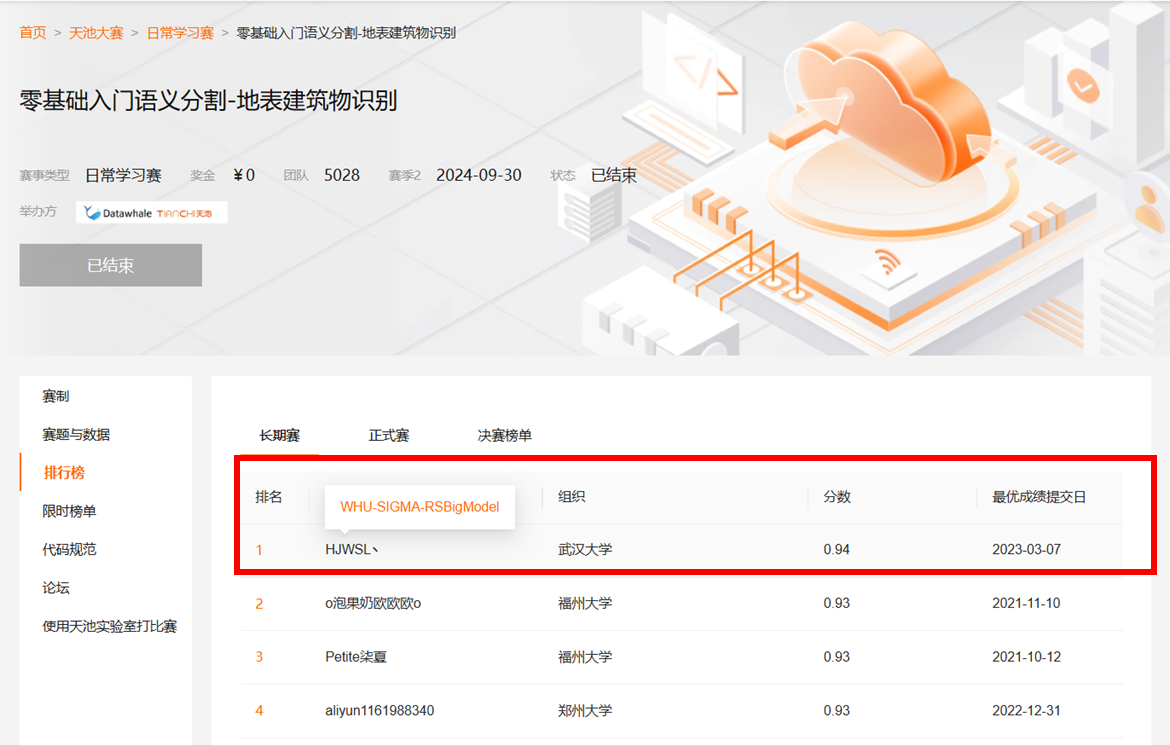 首页 > 天池大赛 > 日常学习赛 > 零基础入门语义分割-地表建筑物识别
零基础入门语义分割-地表建筑物识别
赛事类型 日常学习赛 奖金 ¥0 团队 5028 赛季2 2024-09-30 状态 已结束
举办方 Datawhale TIANCHI天池
已结束
赛制
赛题与数据
排行榜
限时榜单
代码规范
论坛
使用天池实验室打比赛
长期赛 正式赛 决赛榜单
排名 WHU-SIGMA-RSBigModel 组织 分数 最优成绩提交日
1 HJWSL丶 武汉大学 0.94 2023-03-07
2 o泡果奶欧欧欧o 福州大学 0.93 2021-11-10
3 Petite柒夏 福州大学 0.93 2021-10-12
4 aliyun1161988340 郑州大学 0.93 2022-12-31